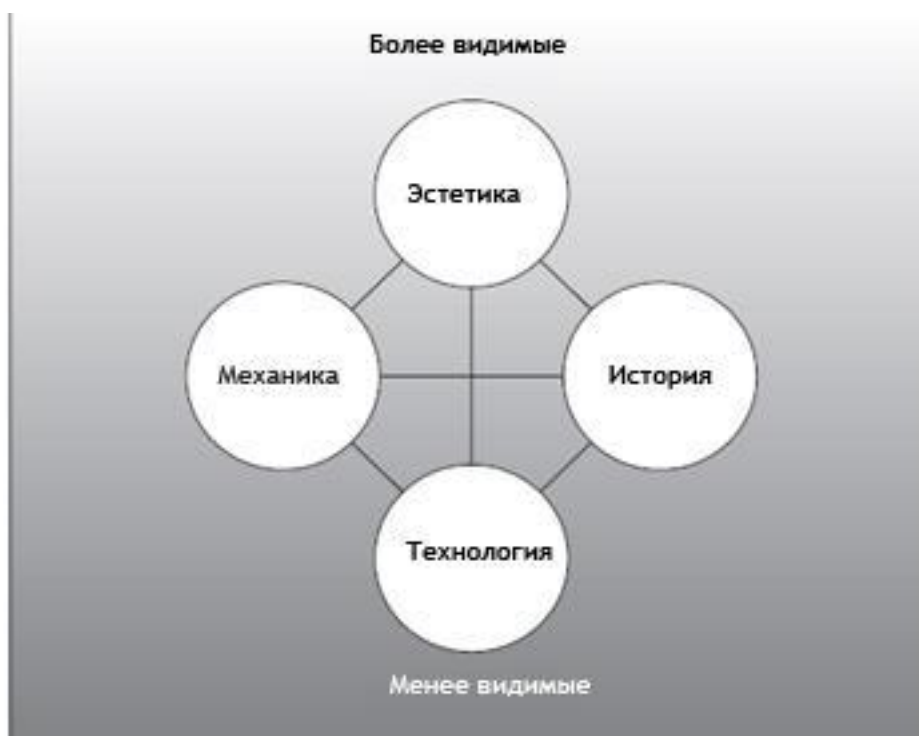 Более видимые
Эстетика
Механика
История
Технология
Менее видимые